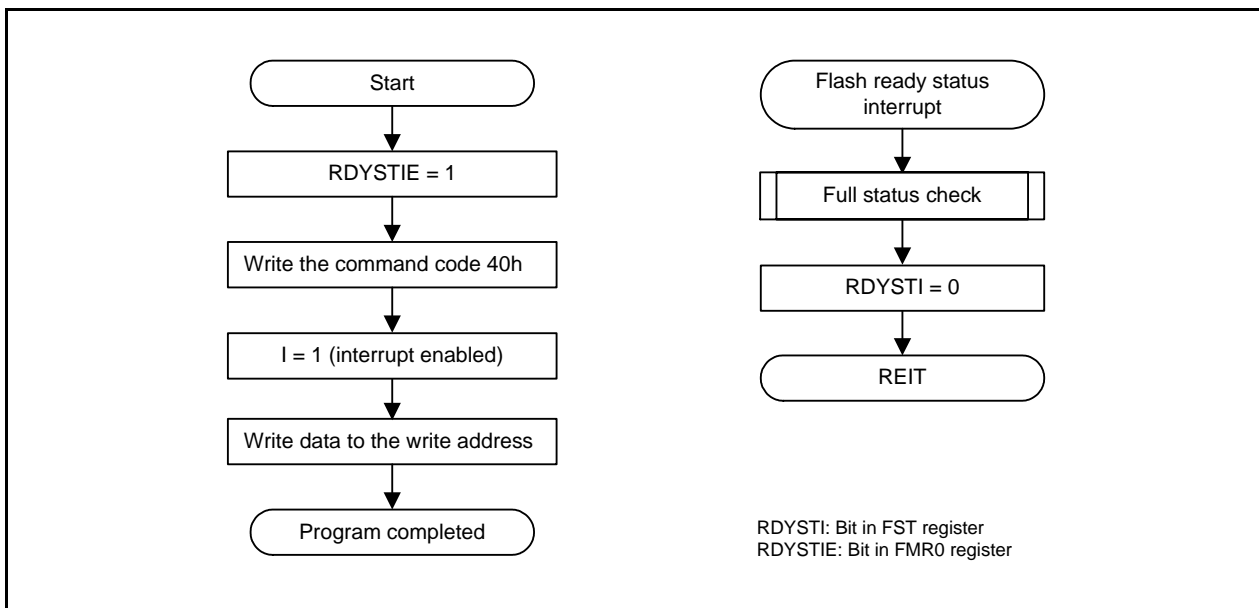 Start
RDYSTIE = 1
Write the command code 40h
I = 1 (interrupt enabled)
Write data to the write address
Program completed
Flash ready status
interrupt
Full status check
RDYSTI = 0
REIT
RDYSTI: Bit in FST register
RDYSTIE: Bit in FMR0 register